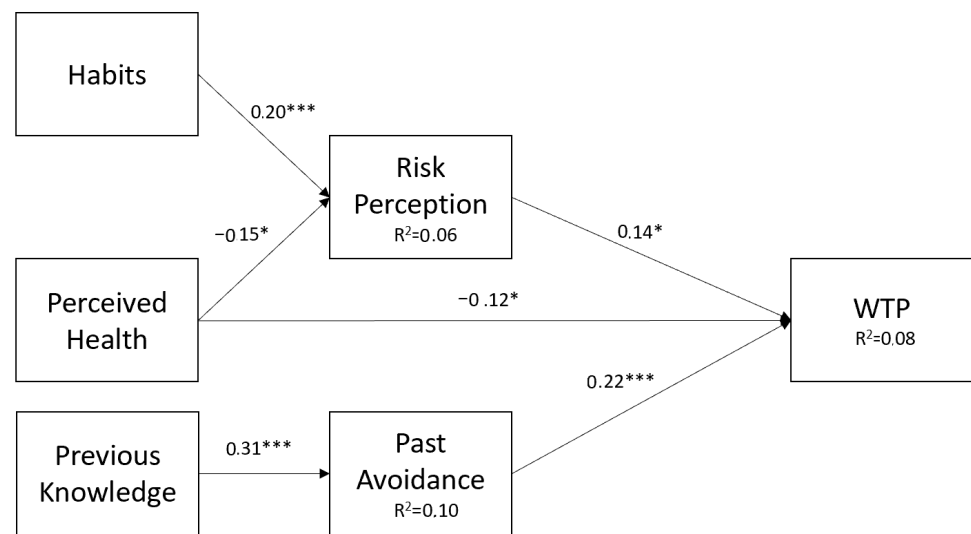 Habits
0.20***
Risk
Perception
R²=0.06
−0 15*
0.14*
Perceived
Health
−0 .12*
WTP
R²=0.08
0.22***
Previous
Knowledge
0.31***
Past
Avoidance
R²=0.10